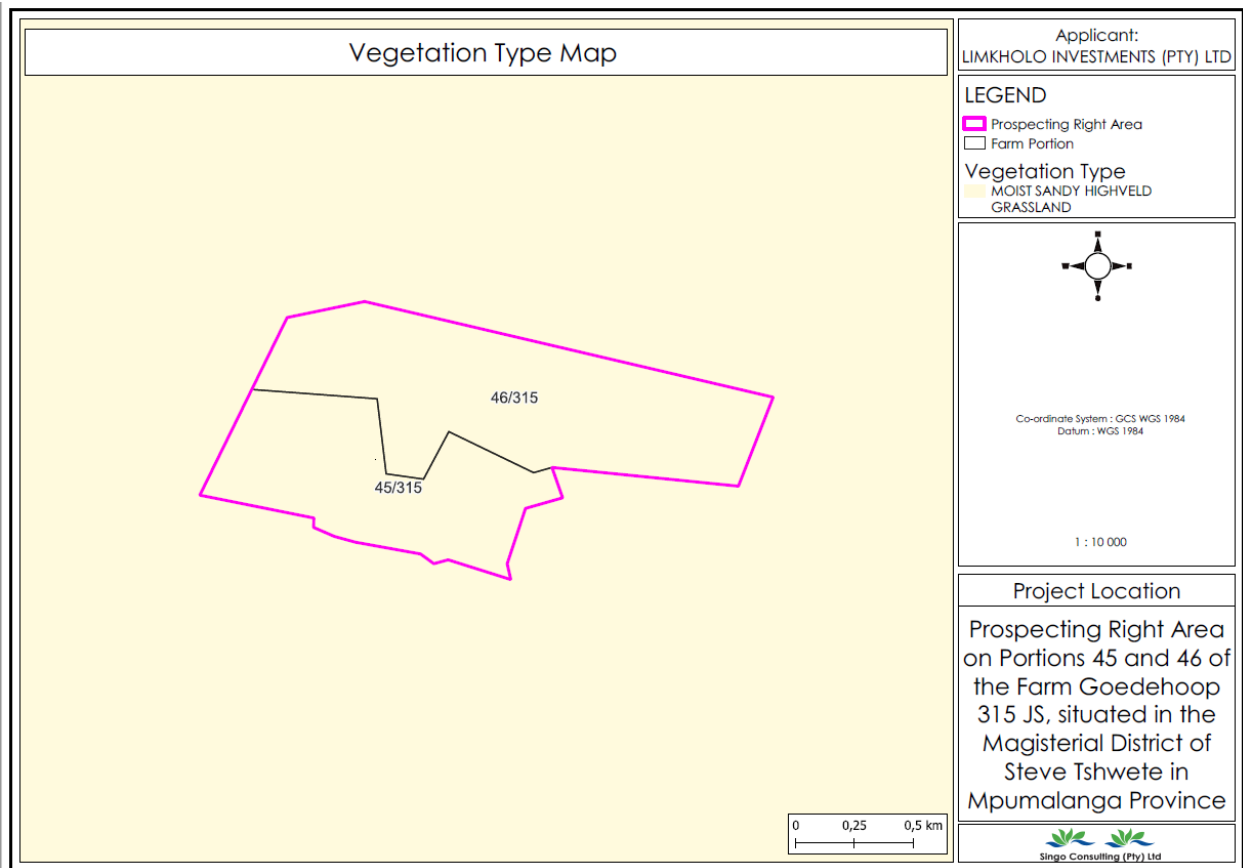 Vegetation Type Map
46/315
45/315
0 0,25 0,5 km
Applicant:
LIMKHOLO INVESTMENTS (PTY) LTD
LEGEND
Prospecting Right Area
Farm Portion
Vegetation Type
MOIST SANDY HIGHVELD
GRASSLAND
Co-ordinate System : GCS WGS 1984
Datum : WGS 1984
1 : 10 000
Project Location
Prospecting Right Area
on Portions 45 and 46 of
the Farm Goedehoop
315 JS, situated in the
Magisterial District of
Steve Tshwete in
Mpumalanga Province
Singo Consulting (Pty) Ltd